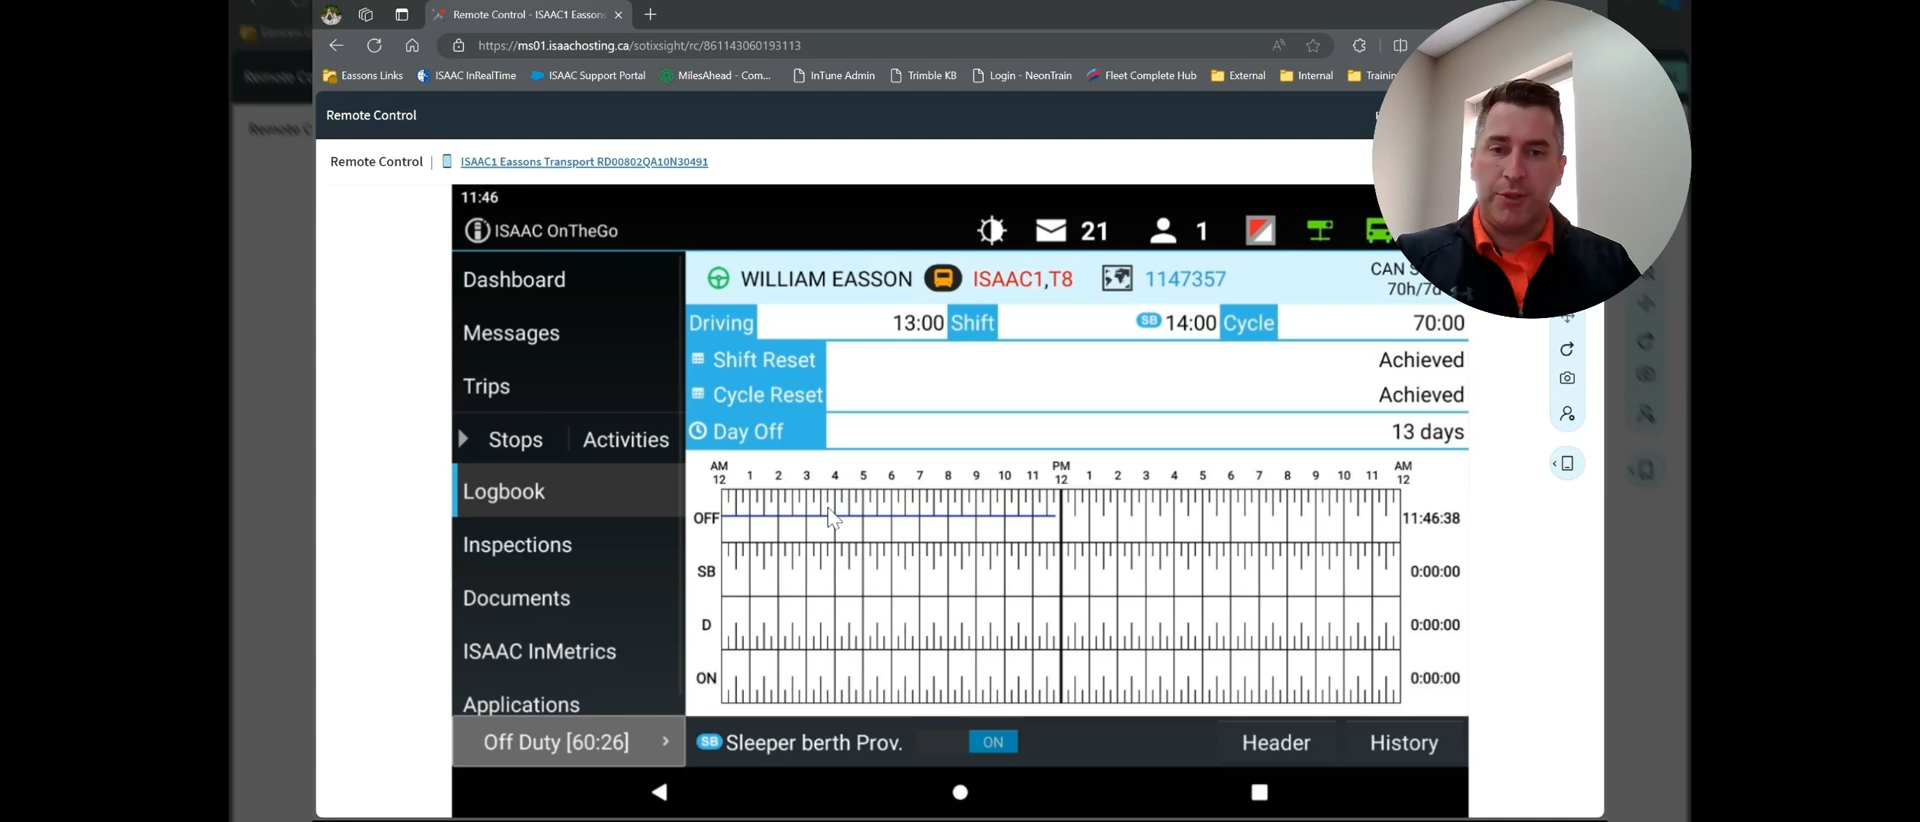 Remote Control - ISAAC1 Eassons
https://ms01.isaachosting.ca/sotixsight/rc/861143060193113
Eassons Links ISAAC InRealTime ISAAC Support Portal MilesAhead - Com... InTune Admin Trimble KB Login - NeonTrain Fleet Complete Hub External Internal Training
Remote Control
Remote Control | ISAAC1 Eassons Transport RD00802QA10N30491
11:46
ISAAC OnTheGo 21 1
Dashboard
Messages
Trips
Stops Activities
Logbook
Inspections
Documents
ISAAC InMetrics
Applications
Off Duty [60:26] >
WILLIAM EASSON ISAAC1,T8 1147357 CAN S
70h/7d
Driving 13:00 Shift SB 14:00 Cycle 70:00
Shift Reset Achieved
Cycle Reset Achieved
Day Off 13 days
AM PM AM
12 1 2 3 4 5 6 7 8 9 10 11 12 1 2 3 4 5 6 7 8 9 10 11 12
OFF 11:46:38
SB 0:00:00
D 0:00:00
ON 0:00:00
SB Sleeper berth Prov. ON Header History